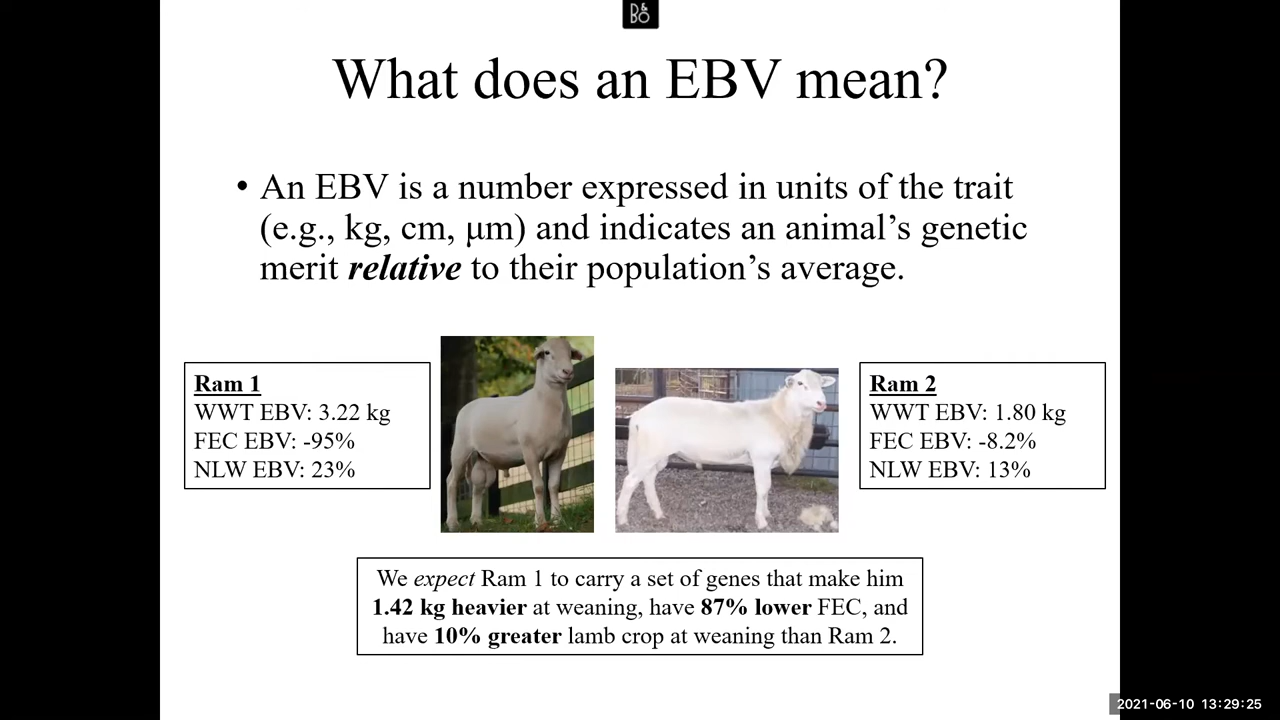 B&O
What does an EBV mean?
• An EBV is a number expressed in units of the trait
(e.g., kg, cm, μm) and indicates an animal’s genetic
merit relative to their population’s average.
Ram 1
WWT EBV: 3.22 kg
FEC EBV: -95%
NLW EBV: 23%
Ram 2
WWT EBV: 1.80 kg
FEC EBV: -8.2%
NLW EBV: 13%
We expect Ram 1 to carry a set of genes that make him
1.42 kg heavier at weaning, have 87% lower FEC, and
have 10% greater lamb crop at weaning than Ram 2.
2021-06-10 13:29:25